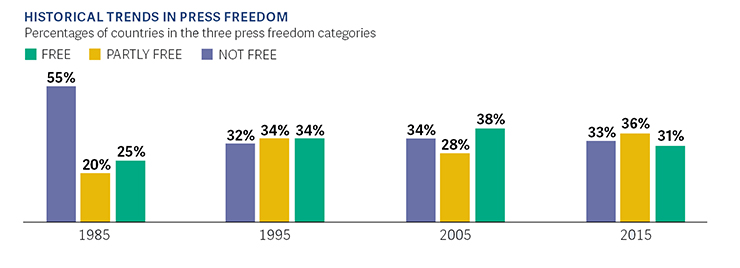 HISTORICAL TRENDS IN PRESS FREEDOM
Percentages of countries in the three press freedom categories
FREE PARTLY FREE NOT FREE
55% 20% 25% 32% 34% 34% 34% 28% 38% 33% 36% 31%
1985 1995 2005 2015